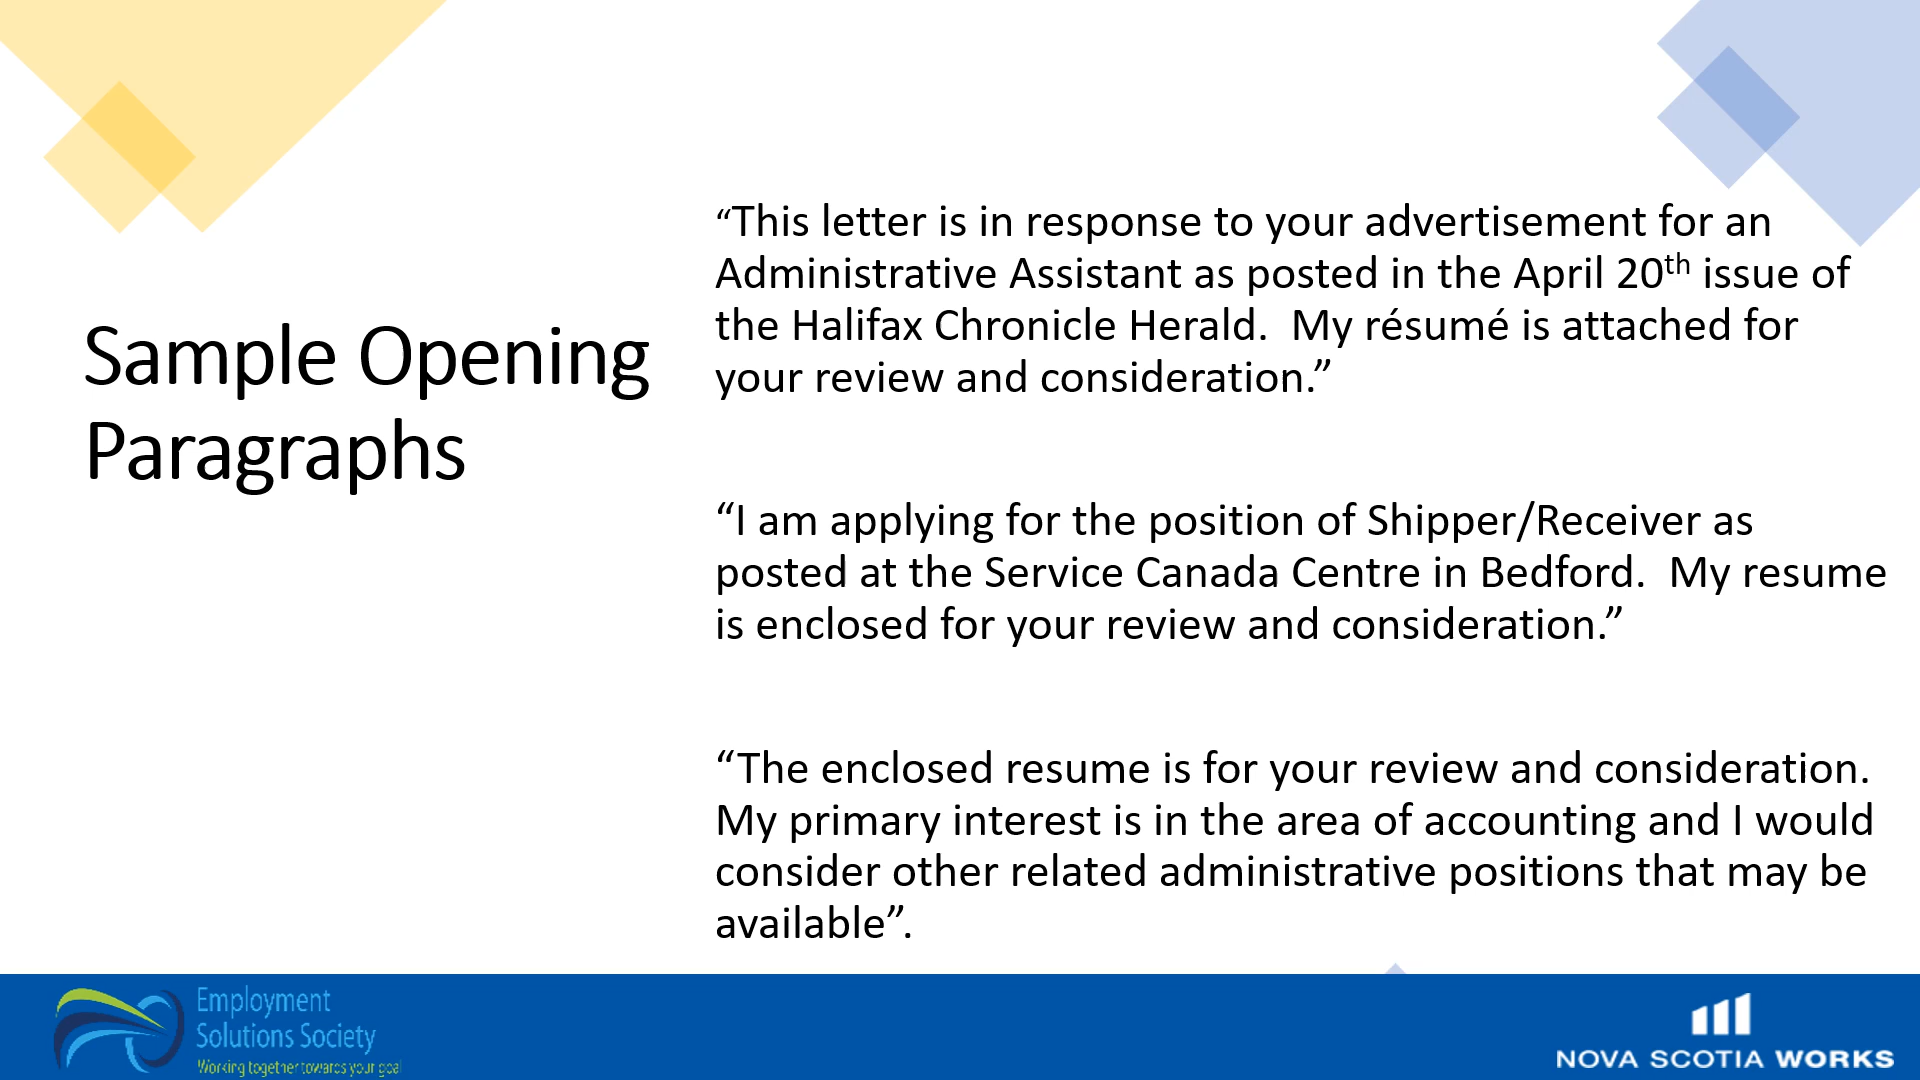 Sample Opening
Paragraphs
“This letter is in response to your advertisement for an
Administrative Assistant as posted in the April 20th issue of
the Halifax Chronicle Herald.  My résumé is attached for
your review and consideration.”
“I am applying for the position of Shipper/Receiver as
posted at the Service Canada Centre in Bedford.  My resume
is enclosed for your review and consideration.”
“The enclosed resume is for your review and consideration.
My primary interest is in the area of accounting and I would
consider other related administrative positions that may be
available”.
Employment
Solutions Society
Working together towards your goal
NOVA SCOTIA WORKS